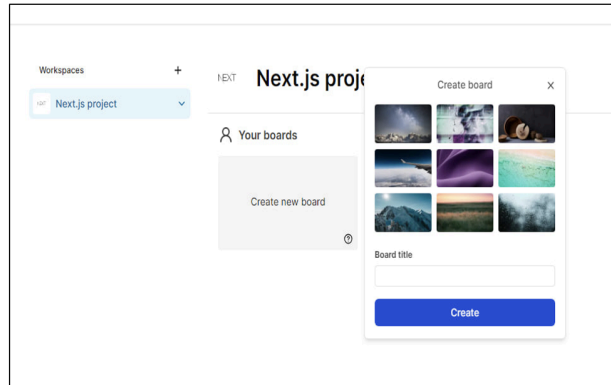 Workspaces +
Next.js project
NEXT Next.js proje
Your boards
Create new board
Create board X
Board title
Create